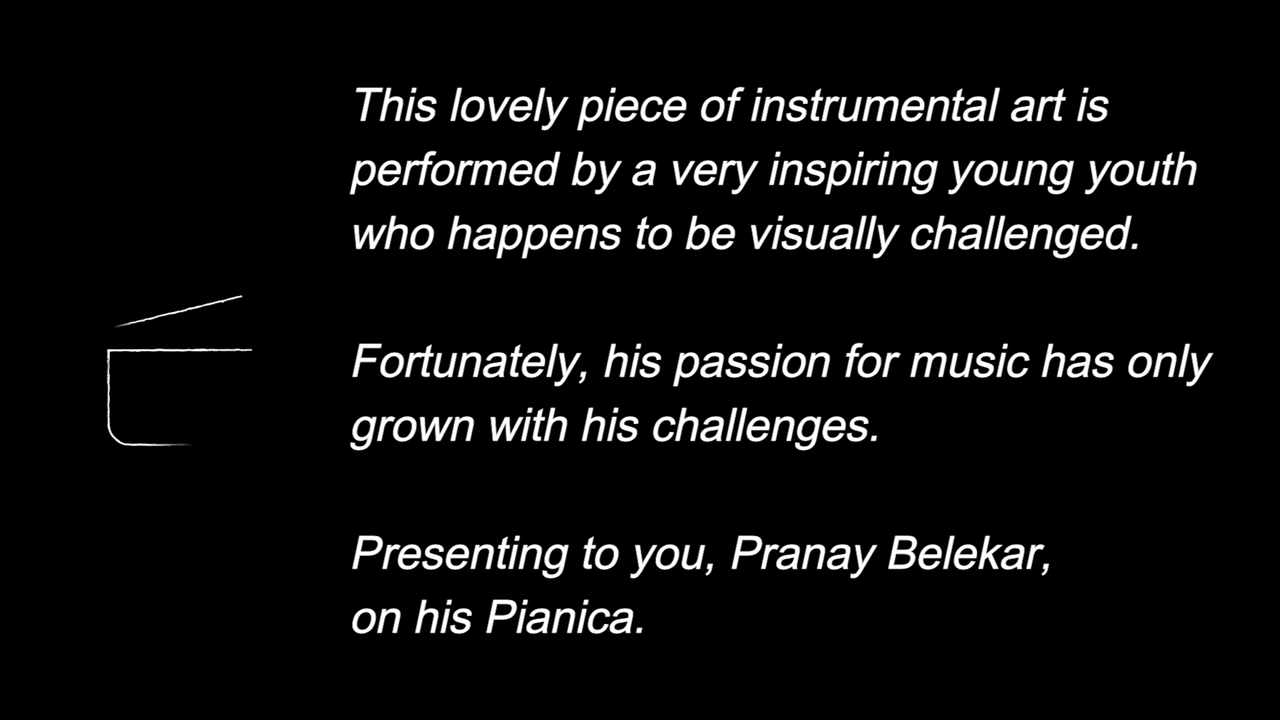 This lovely piece of instrumental art is
performed by a very inspiring young youth
who happens to be visually challenged.
Fortunately, his passion for music has only
grown with his challenges.
Presenting to you, Pranay Belekar,
on his Pianica.